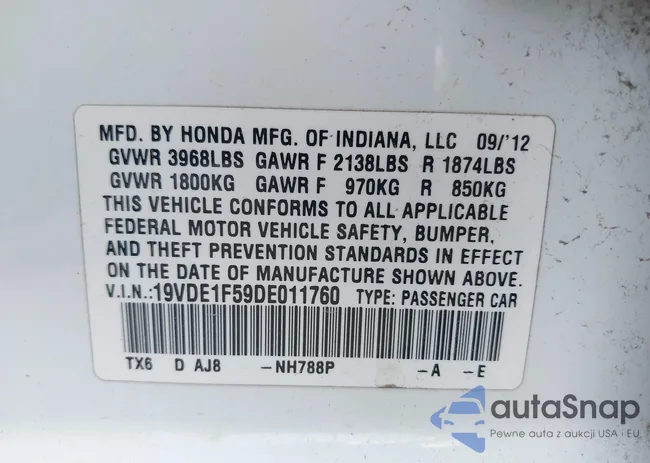 MFD. BY HONDA MFG. OF INDIANA, LLC 09/'12
GVWR 3968LBS GAWR F 2138LBS R 1874LBS
GVWR 1800KG GAWR F 970KG R 850KG
THIS VEHICLE CONFORMS TO ALL APPLICABLE
FEDERAL MOTOR VEHICLE SAFETY, BUMPER,
AND THEFT PREVENTION STANDARDS IN EFFECT
ON THE DATE OF MANUFACTURE SHOWN ABOVE.
V.I.N.:19VDE1F59DE011760 TYPE: PASSENGER CAR
TX6 D AJ8 -NH788P -A -E
autaSnap
Pewne auta z aukcji USA i EU